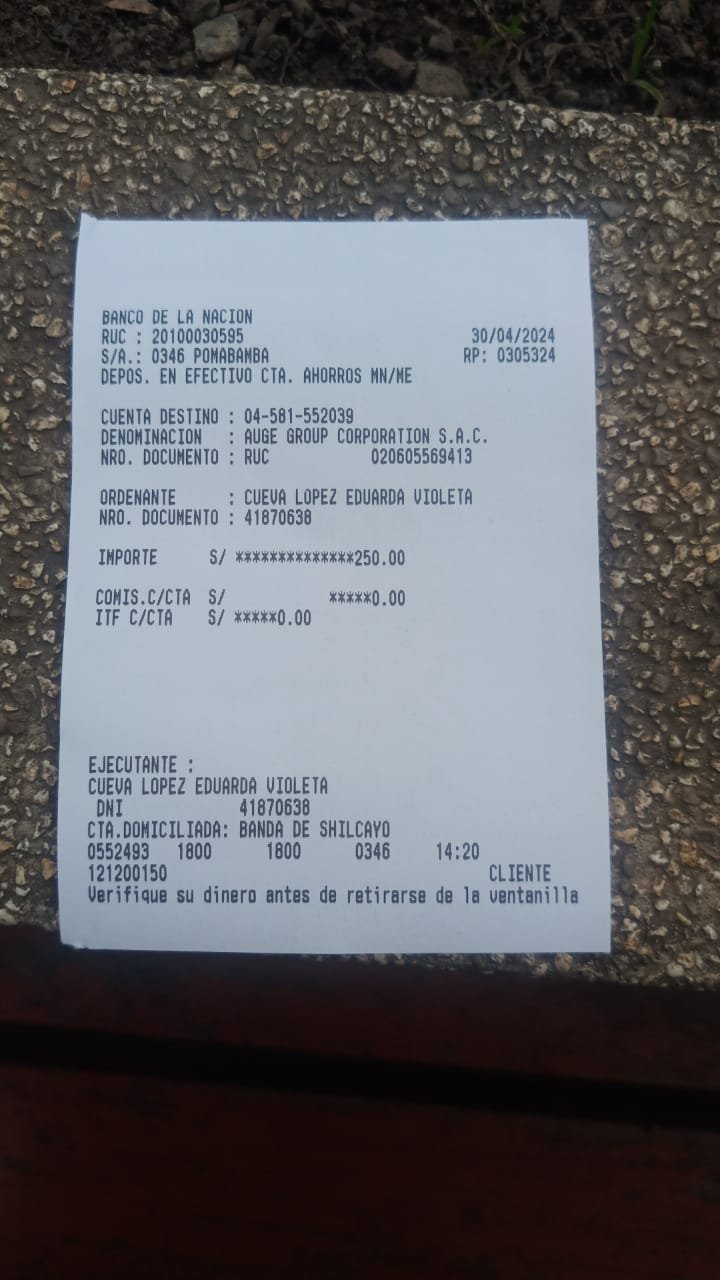 BANCO DE LA NACION
RUC : 20100030595 30/04/2024
S/A.: 0346 POMABAMBA RP: 0305324
DEPOS. EN EFECTIVO CTA. AHORROS MN/ME
CUENTA DESTINO : 04-581-552039
DENOMINACION : AUGE GROUP CORPORATION S.A.C.
NRO. DOCUMENTO : RUC 020605569413
ORDENANTE : CUEVA LOPEZ EDUARDA VIOLETA
NRO. DOCUMENTO : 41870638
IMPORTE S/ **************250.00
COMIS.C/CTA S/ *****0.00
ITF C/CTA S/ *****0.00
EJECUTANTE :
CUEVA LOPEZ EDUARDA VIOLETA
DNI 41870638
CTA.DOMICILIADA: BANDA DE SHILCAYO
0552493 1800 1800 0346 14:20
121200150 CLIENTE
Verifique su dinero antes de retirarse de la ventanilla